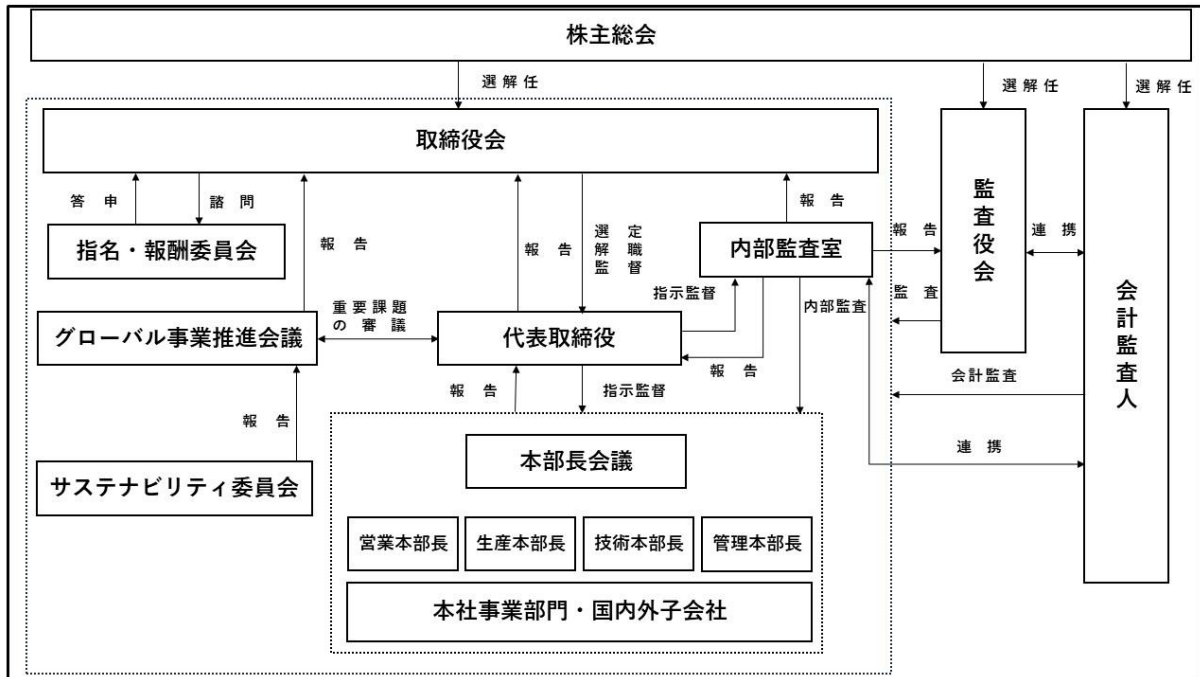 株主総会
選解任
選解任
選解任
取締役会
答申
諮問
報告
報告
選定
解職
監督
報告
指名・報酬委員会
内部監査室
報告
監査役会
連携
会計監査人
指示監督
内部監査
監査
重要課題
の審議
グローバル事業推進会議
代表取締役
報告
報告
指示監督
会計監査
報告
連携
本部長会議
サステナビリティ委員会
営業本部長
生産本部長
技術本部長
管理本部長
本社事業部門・国内外子会社